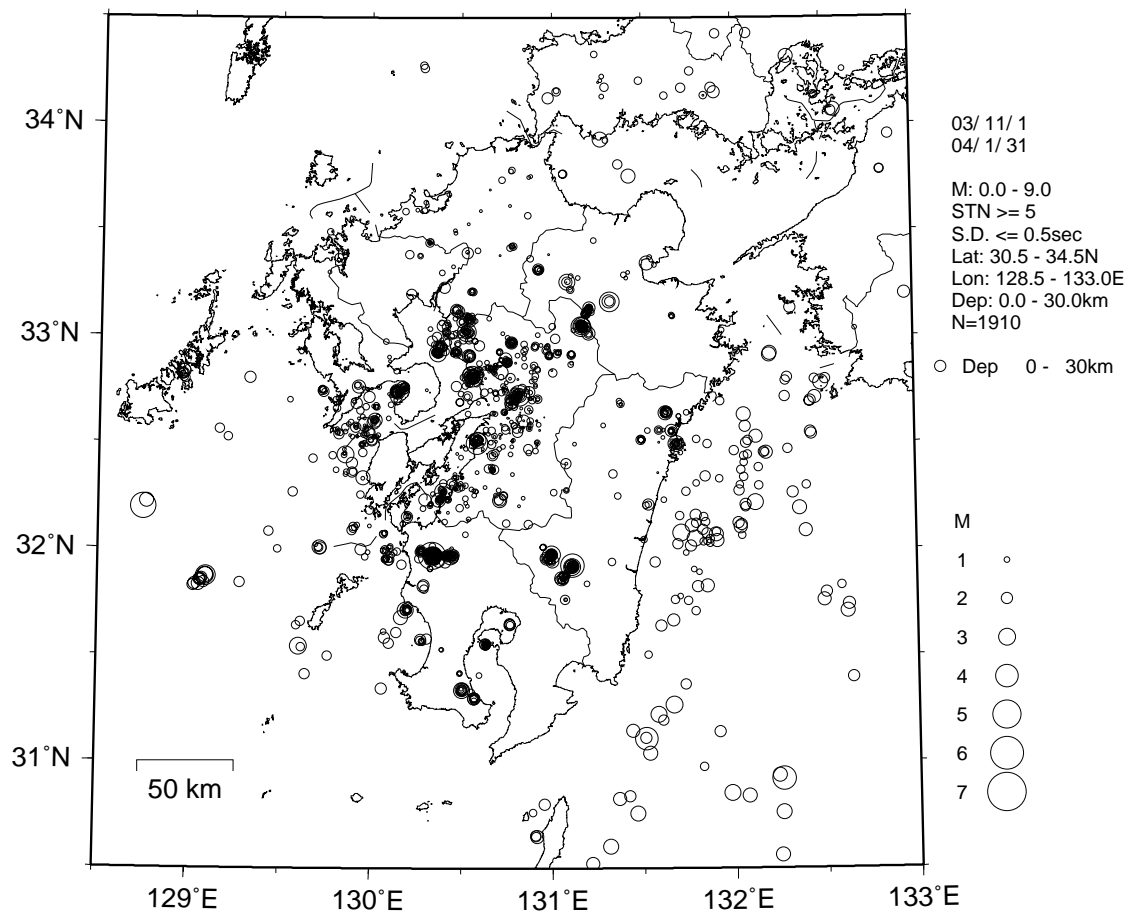 34˚N
33˚N
32˚N
31˚N
50 km
129˚E
130˚E
131˚E
132˚E
133˚E
03/ 11/ 1
04/ 1/ 31
M: 0.0 - 9.0
STN >= 5
S.D. <= 0.5sec
Lat: 30.5 - 34.5N
Lon: 128.5 - 133.0E
Dep: 0.0 - 30.0km
N=1910
Dep 0 - 30km
M
1
2
3
4
5
6
7